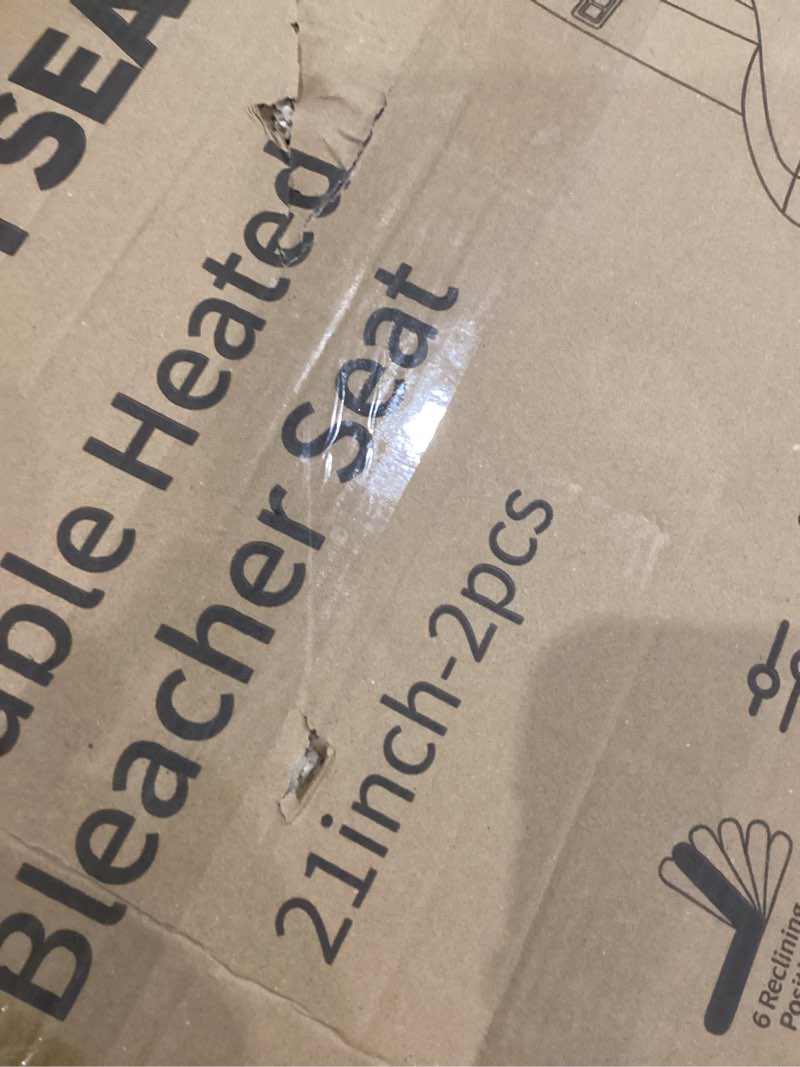 SEA
able Heated
Bleacher Seat
21inch-2pcs
6 Reclining